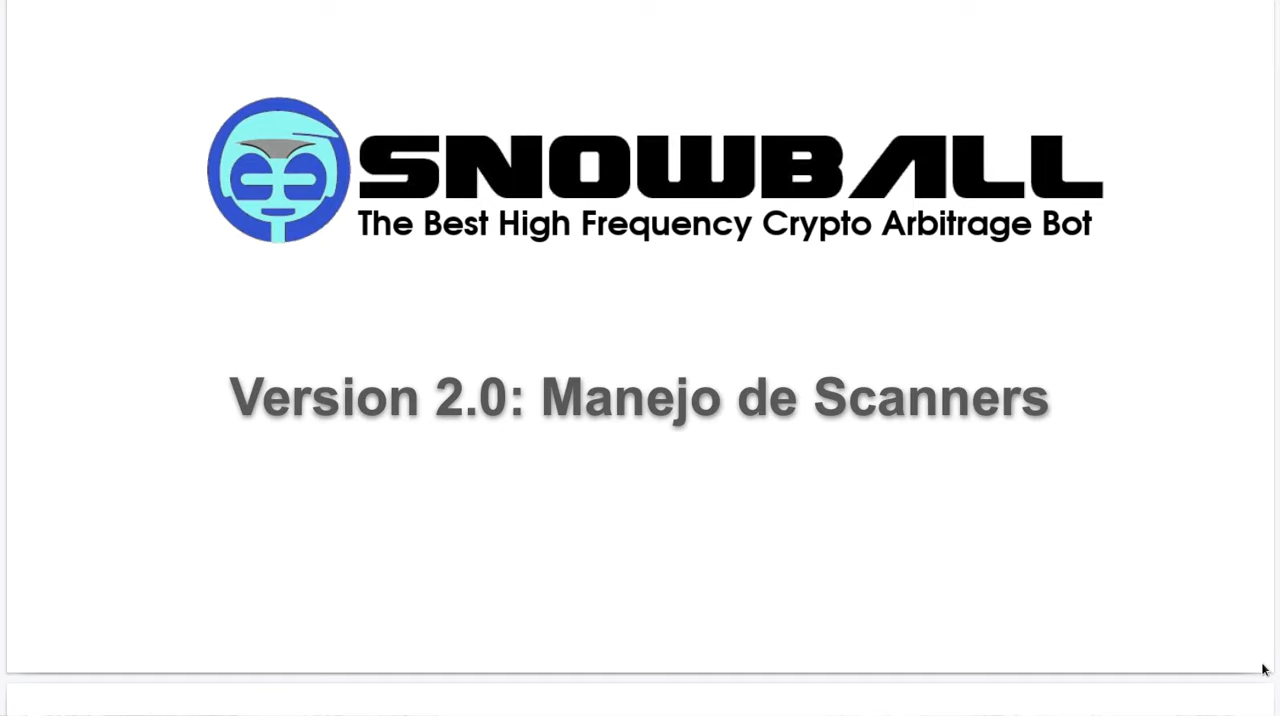 SNOWBALL
The Best High Frequency Crypto Arbitrage Bot
Version 2.0: Manejo de Scanners